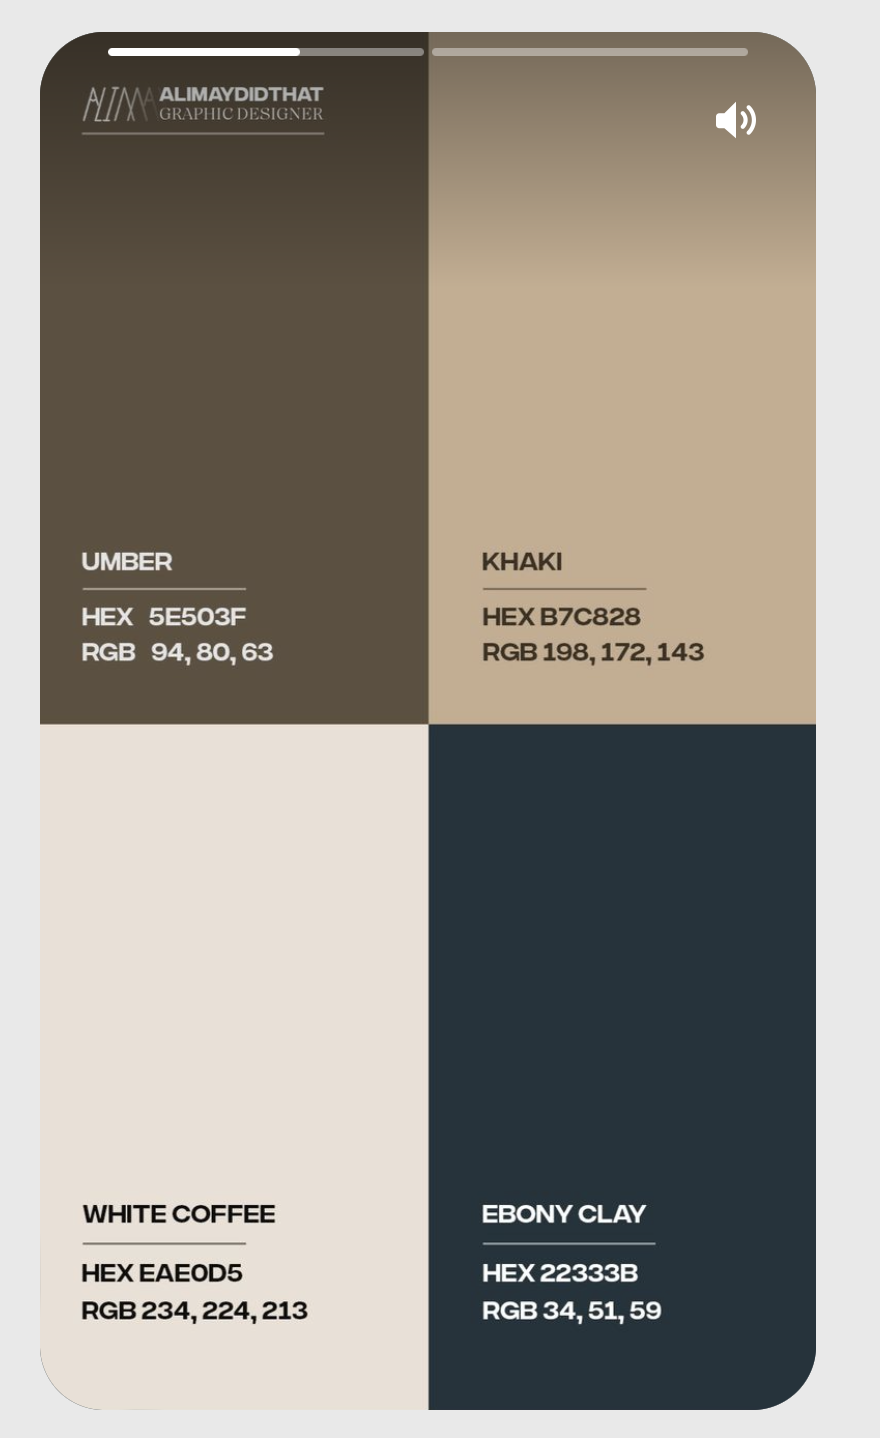 ALIMA ALIMAYDIDTHAT
GRAPHIC DESIGNER
UMBER
HEX 5E503F
RGB 94, 80, 63
KHAKI
HEX B7C828
RGB 198, 172, 143
WHITE COFFEE
HEX EAE0D5
RGB 234, 224, 213
EBONY CLAY
HEX 22333B
RGB 34, 51, 59